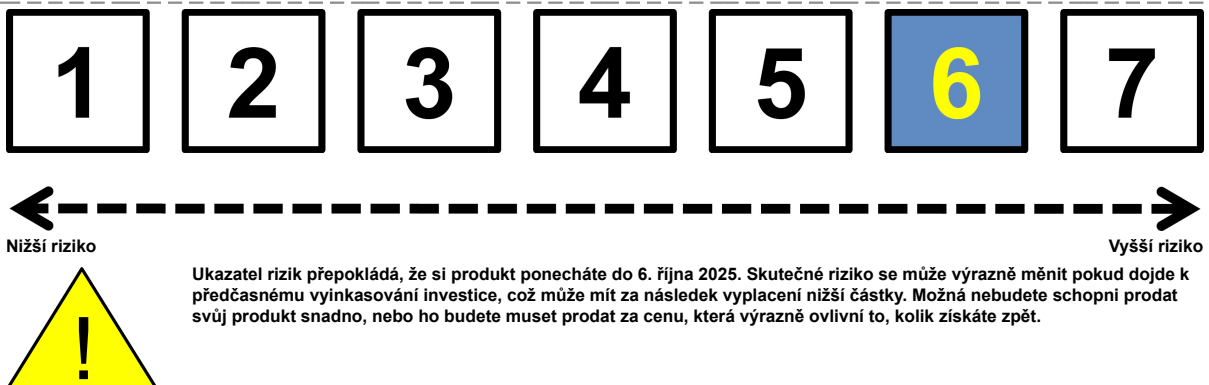 1 2 3 4 5 6 7
Nižší riziko Vyšší riziko
Ukazatel rizik přepokládá, že si produkt ponecháte do 6. října 2025. Skutečné riziko se může výrazně měnit pokud dojde k
předčasnému vyinkasování investice, což může mít za následek vyplacení nižší částky. Možná nebudete schopni prodat
svůj produkt snadno, nebo ho budete muset prodat za cenu, která výrazně ovlivní to, kolik získáte zpět.
!